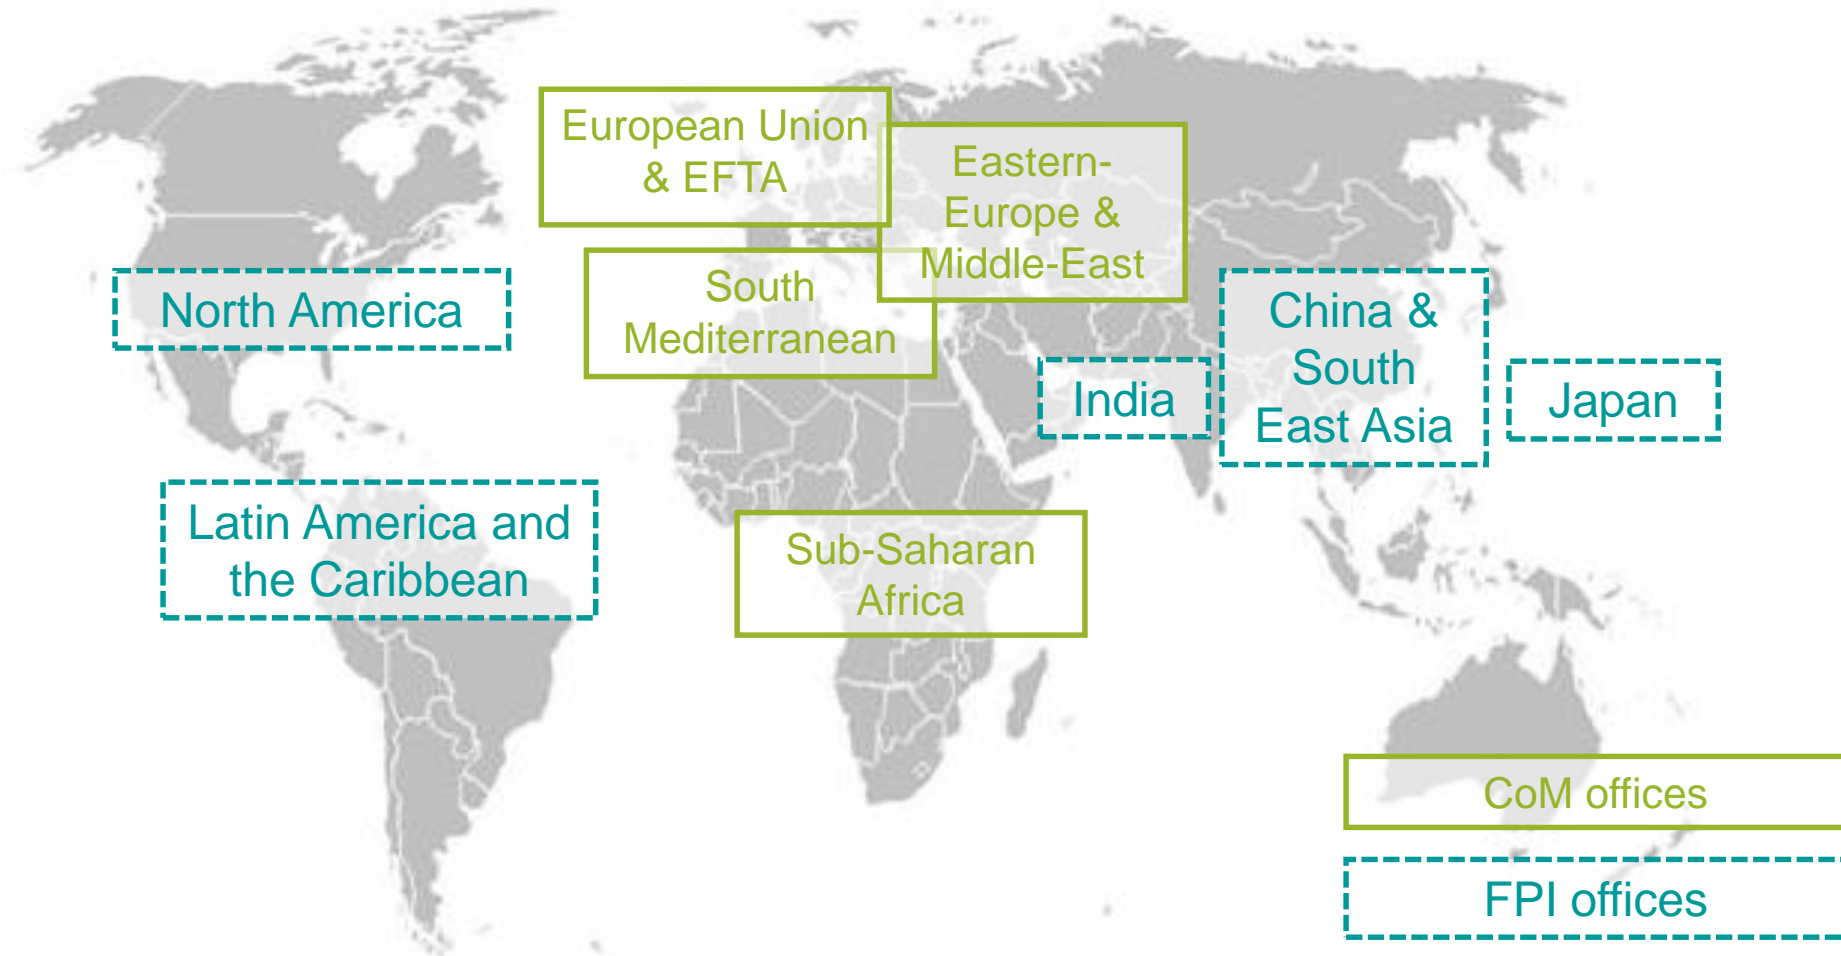 European Union
& EFTA
Eastern-
Europe &
Middle-East
South
Mediterranean
North America
China &
South
East Asia
India
Japan
Latin America and
the Caribbean
Sub-Saharan
Africa
CoM offices
FPI offices